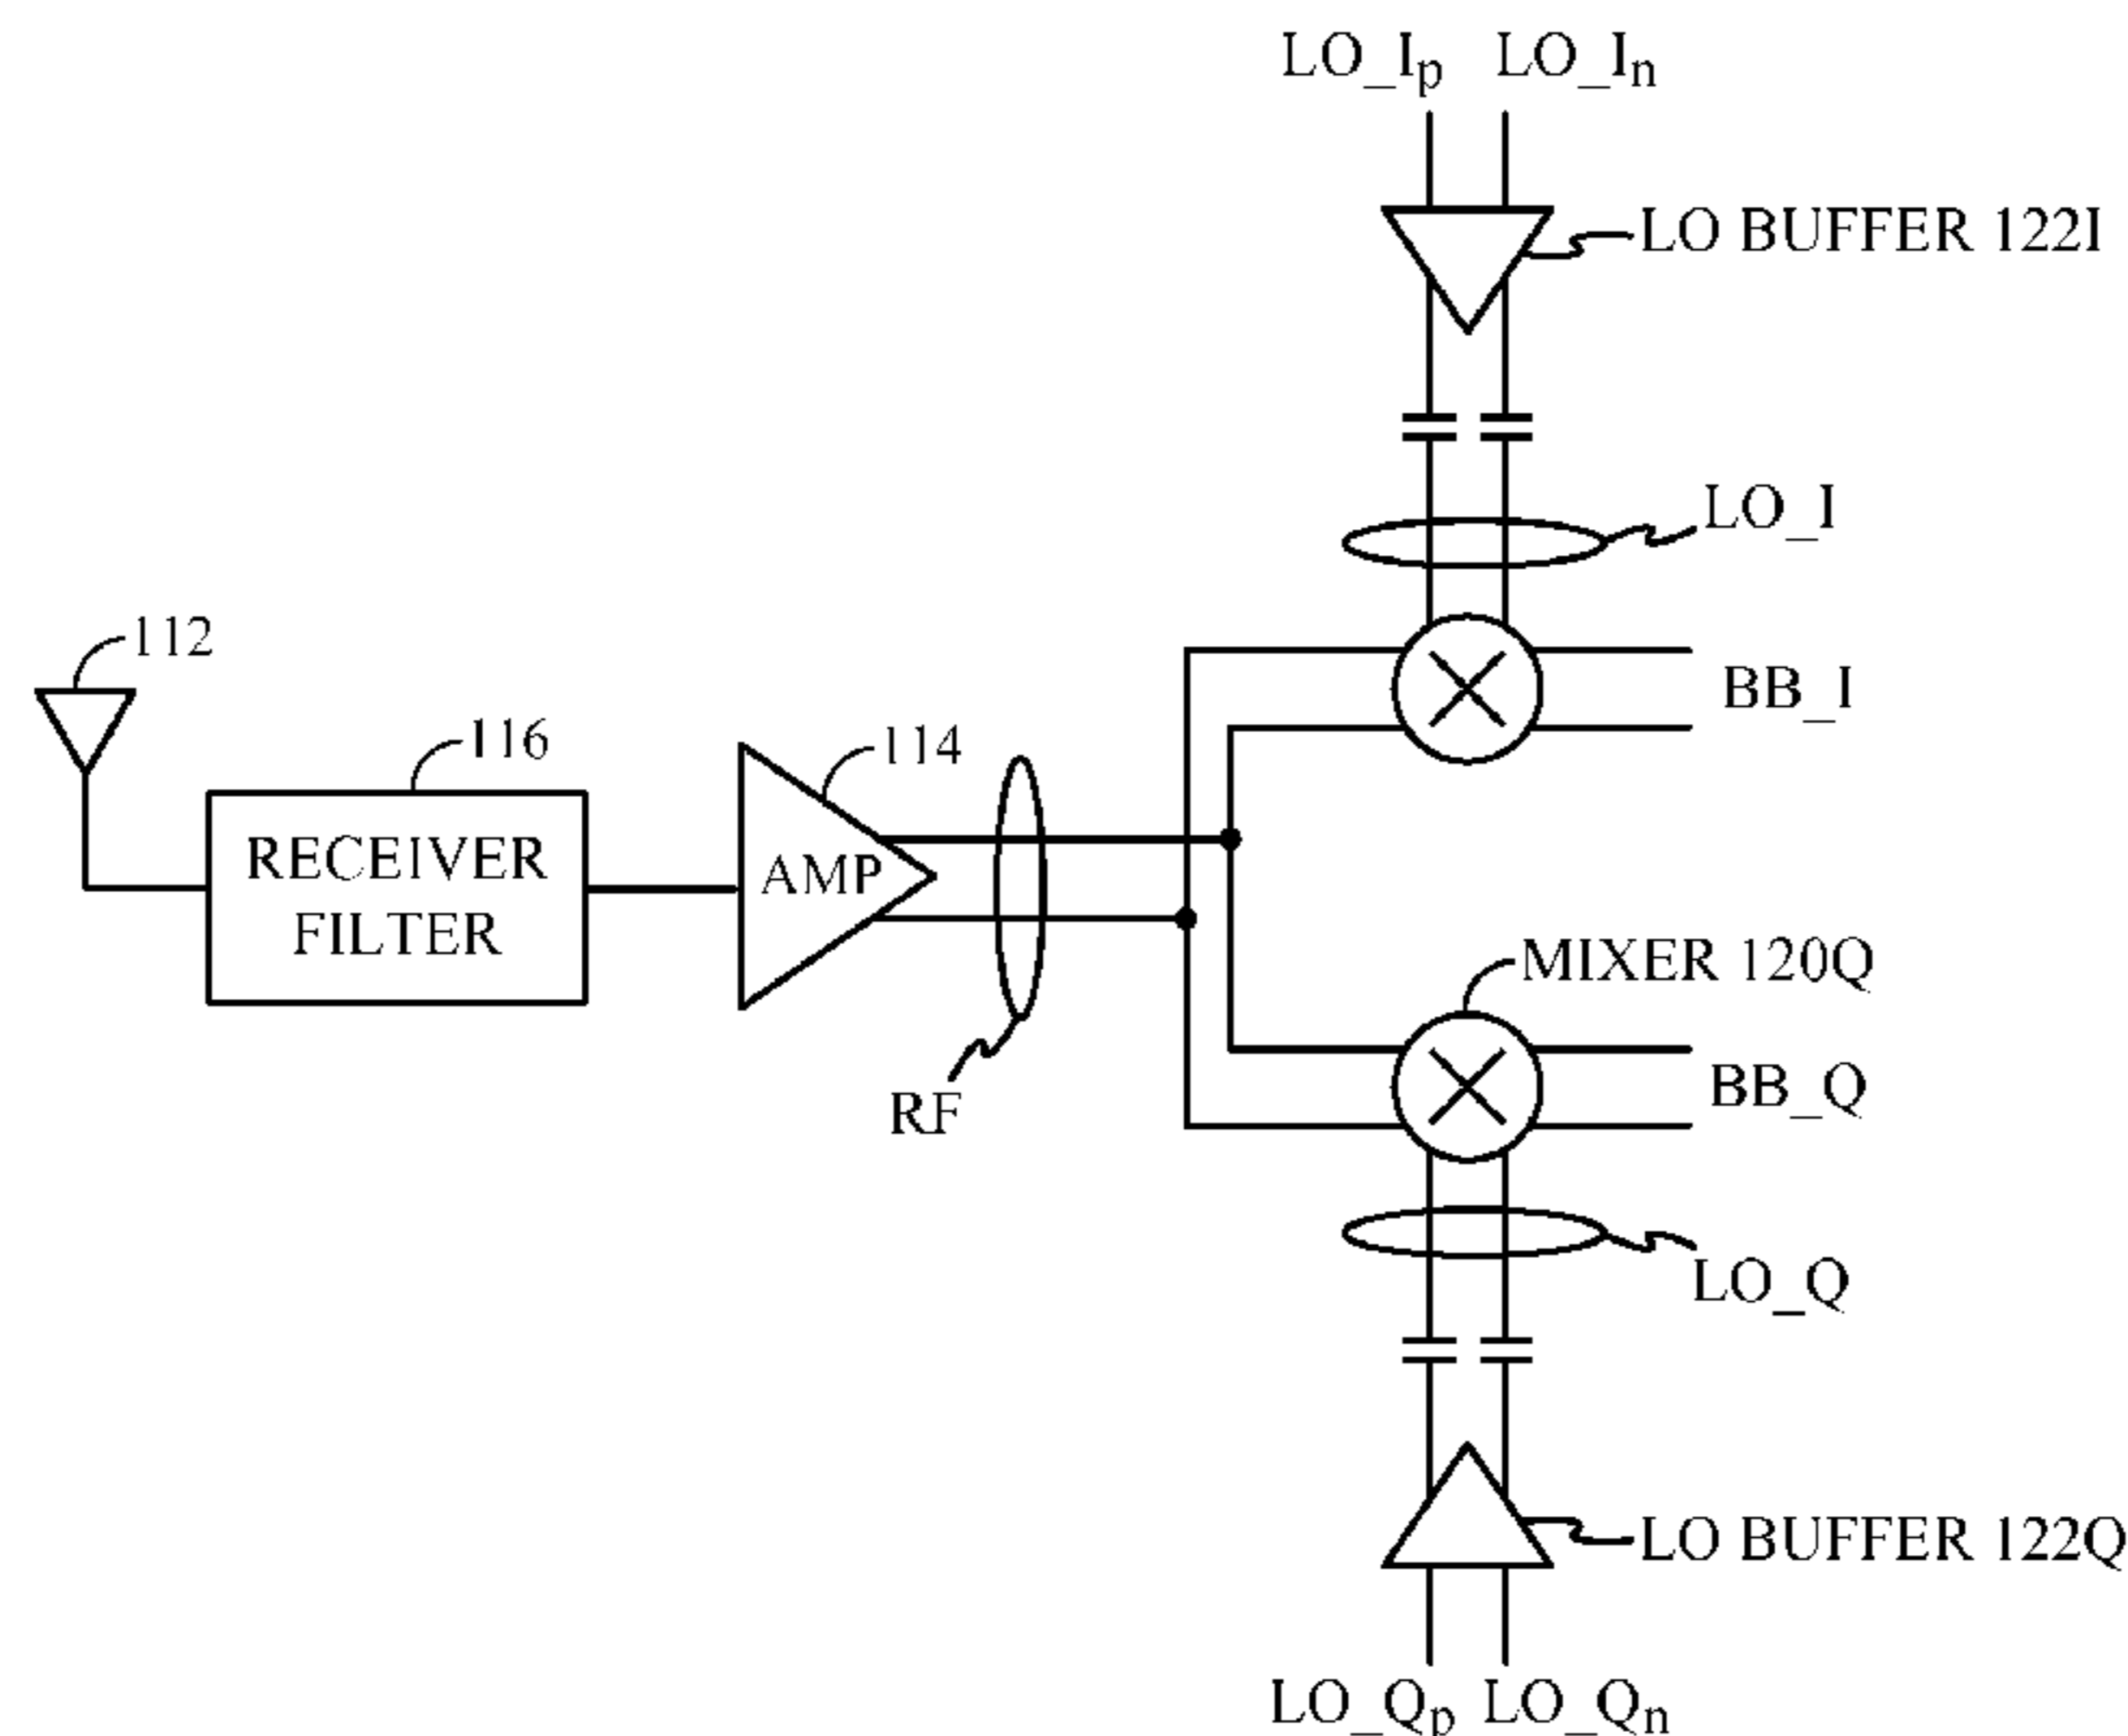 LO_Ip LO_In
LO BUFFER 122I
LO_I
112
BB_I
116
114
RECEIVER
FILTER
AMP
MIXER 120Q
RF
BB_Q
LO_Q
LO BUFFER 122Q
LO_Qp LO_Qn